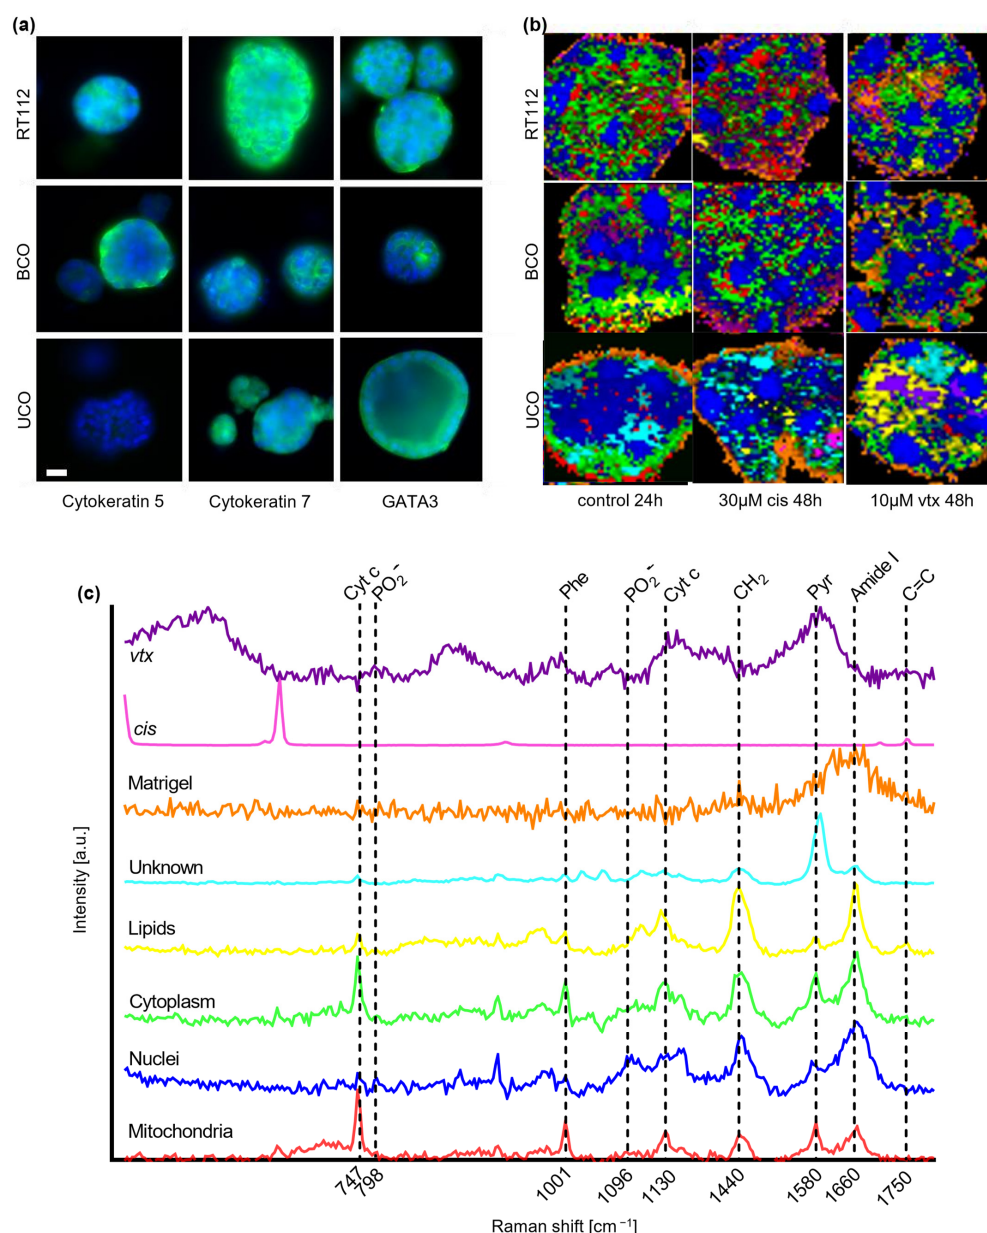 (a)
(b)
RT112
BCO
UCO
Cytokeratin 5
Cytokeratin 7
GATA3
RT112
BCO
UCO
control 24h
30µM cis 48h
10µM vtx 48h
(c)
Cyt c
PO₂⁻
Phe
PO₂⁻
Cyt c
CH₂
Pyr
Amide I
C=C
vtx
cis
Matrigel
Unknown
Lipids
Cytoplasm
Nuclei
Mitochondria
Intensity [a.u.]
747
798
1001
1096
1130
1440
1580
1660
1750
Raman shift [cm⁻¹]